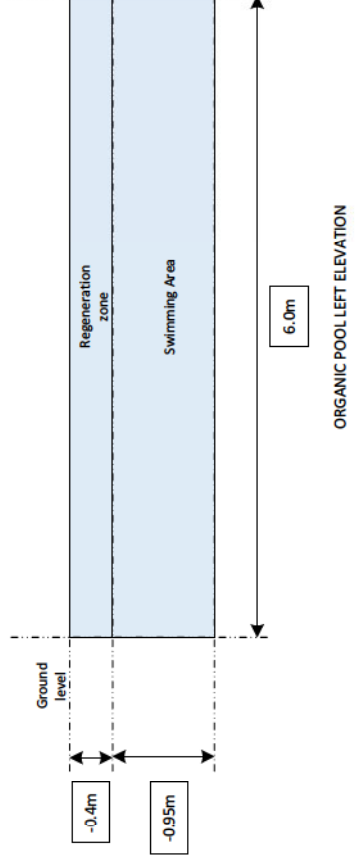 Ground
level
Regeneration
zone
Swimming Area
-0.4m
-0.95m
6.0m
ORGANIC POOL LEFT ELEVATION